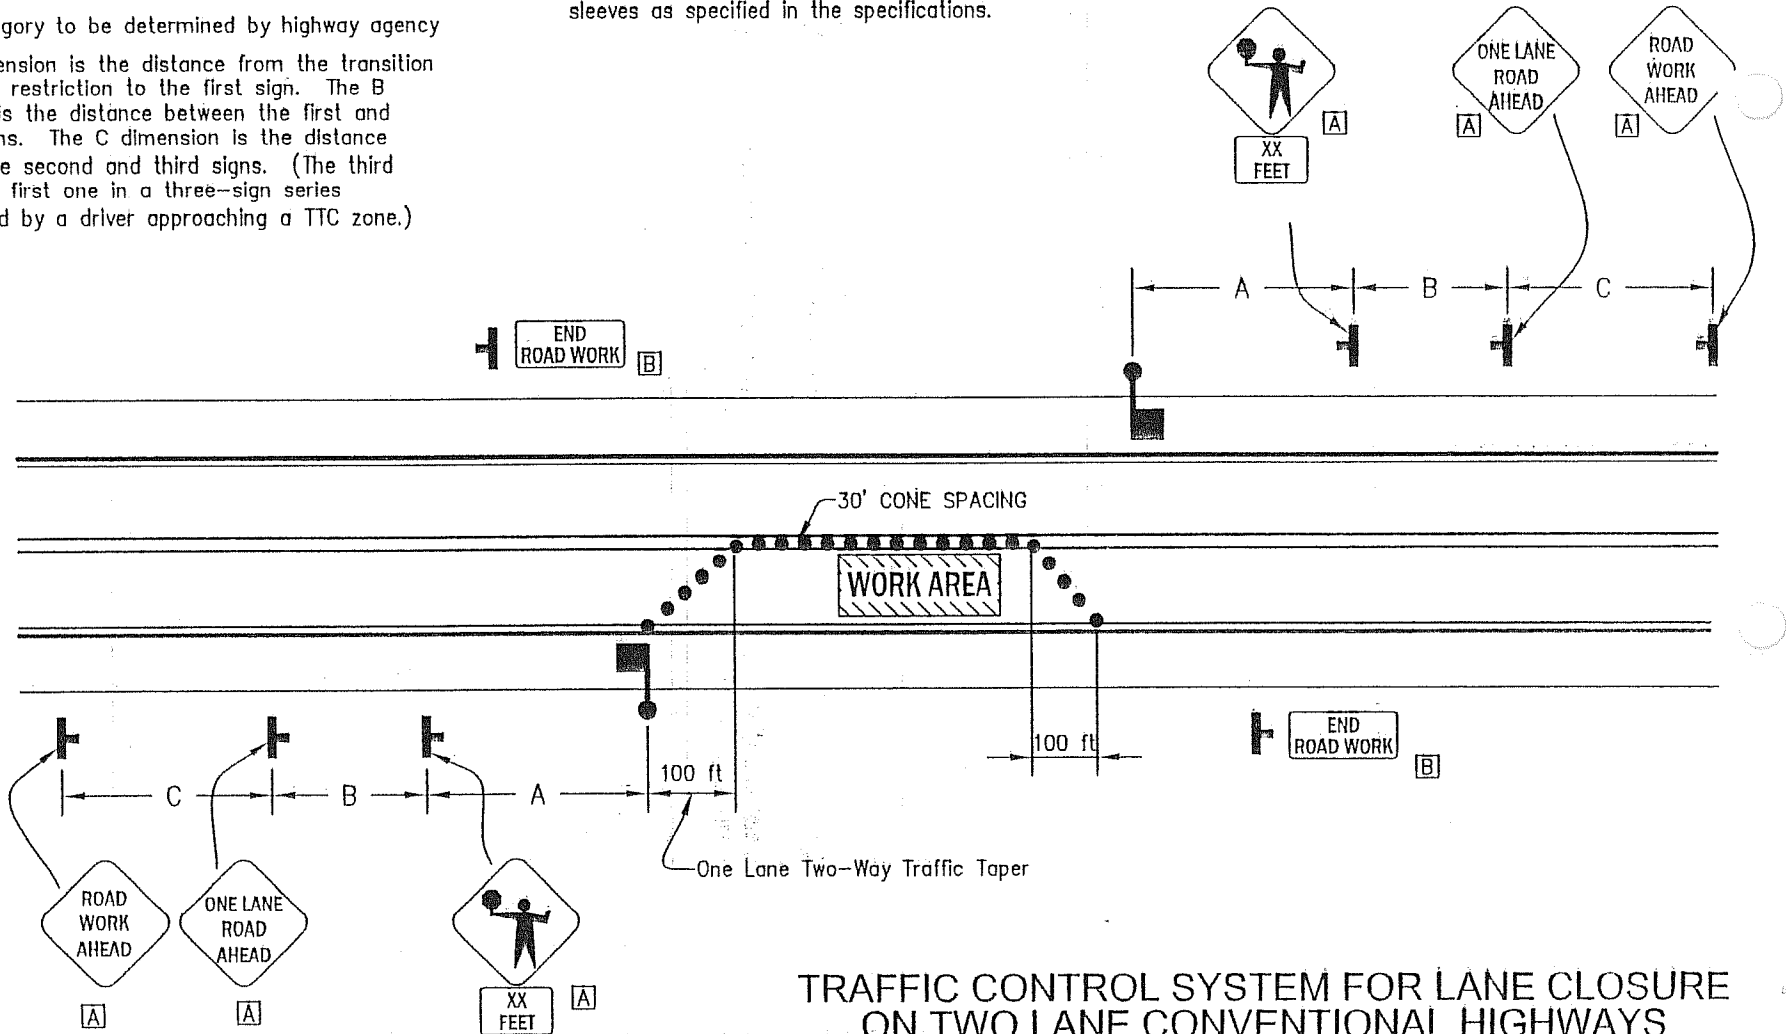 gory to be determined by highway agency
ension is the distance from the transition
restriction to the first sign. The B
is the distance between the first and
ns. The C dimension is the distance
e second and third signs. (The third
first one in a three-sign series
d by a driver approaching a TTC zone.)
sleeves as specified in the specifications.
A
XX
FEET
ONE LANE
ROAD
AHEAD
A
ROAD
WORK
AHEAD
A
A
B
C
END
ROAD WORK
B
30' CONE SPACING
WORK AREA
END
ROAD WORK
B
100 ft
C
B
A
100 ft
One Lane Two-Way Traffic Taper
ROAD
WORK
AHEAD
A
ONE LANE
ROAD
AHEAD
A
XX
FEET
A
TRAFFIC CONTROL SYSTEM FOR LANE CLOSURE
ON TWO LANE CONVENTIONAL HIGHWAYS